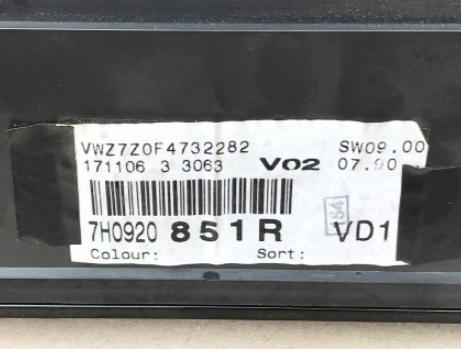 VWZ7Z0F4732282 SW09.00
171106 3 3063 V02 07.90
7H0920 851R VD1
Colour: Sort: